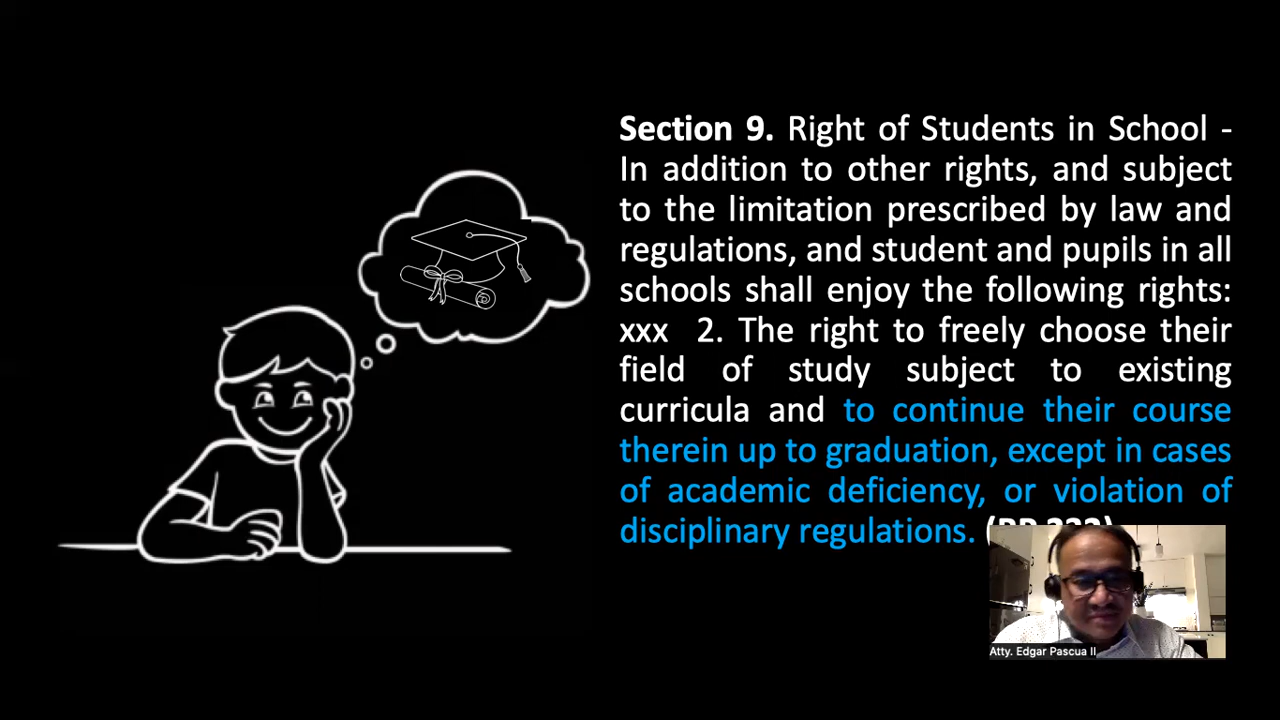 Section 9. Right of Students in School -
In addition to other rights, and subject
to the limitation prescribed by law and
regulations, and student and pupils in all
schools shall enjoy the following rights:
xxx 2. The right to freely choose their
field of study subject to existing
curricula and to continue their course
therein up to graduation, except in cases
of academic deficiency, or violation of
disciplinary regulations.
Atty. Edgar Pascua II